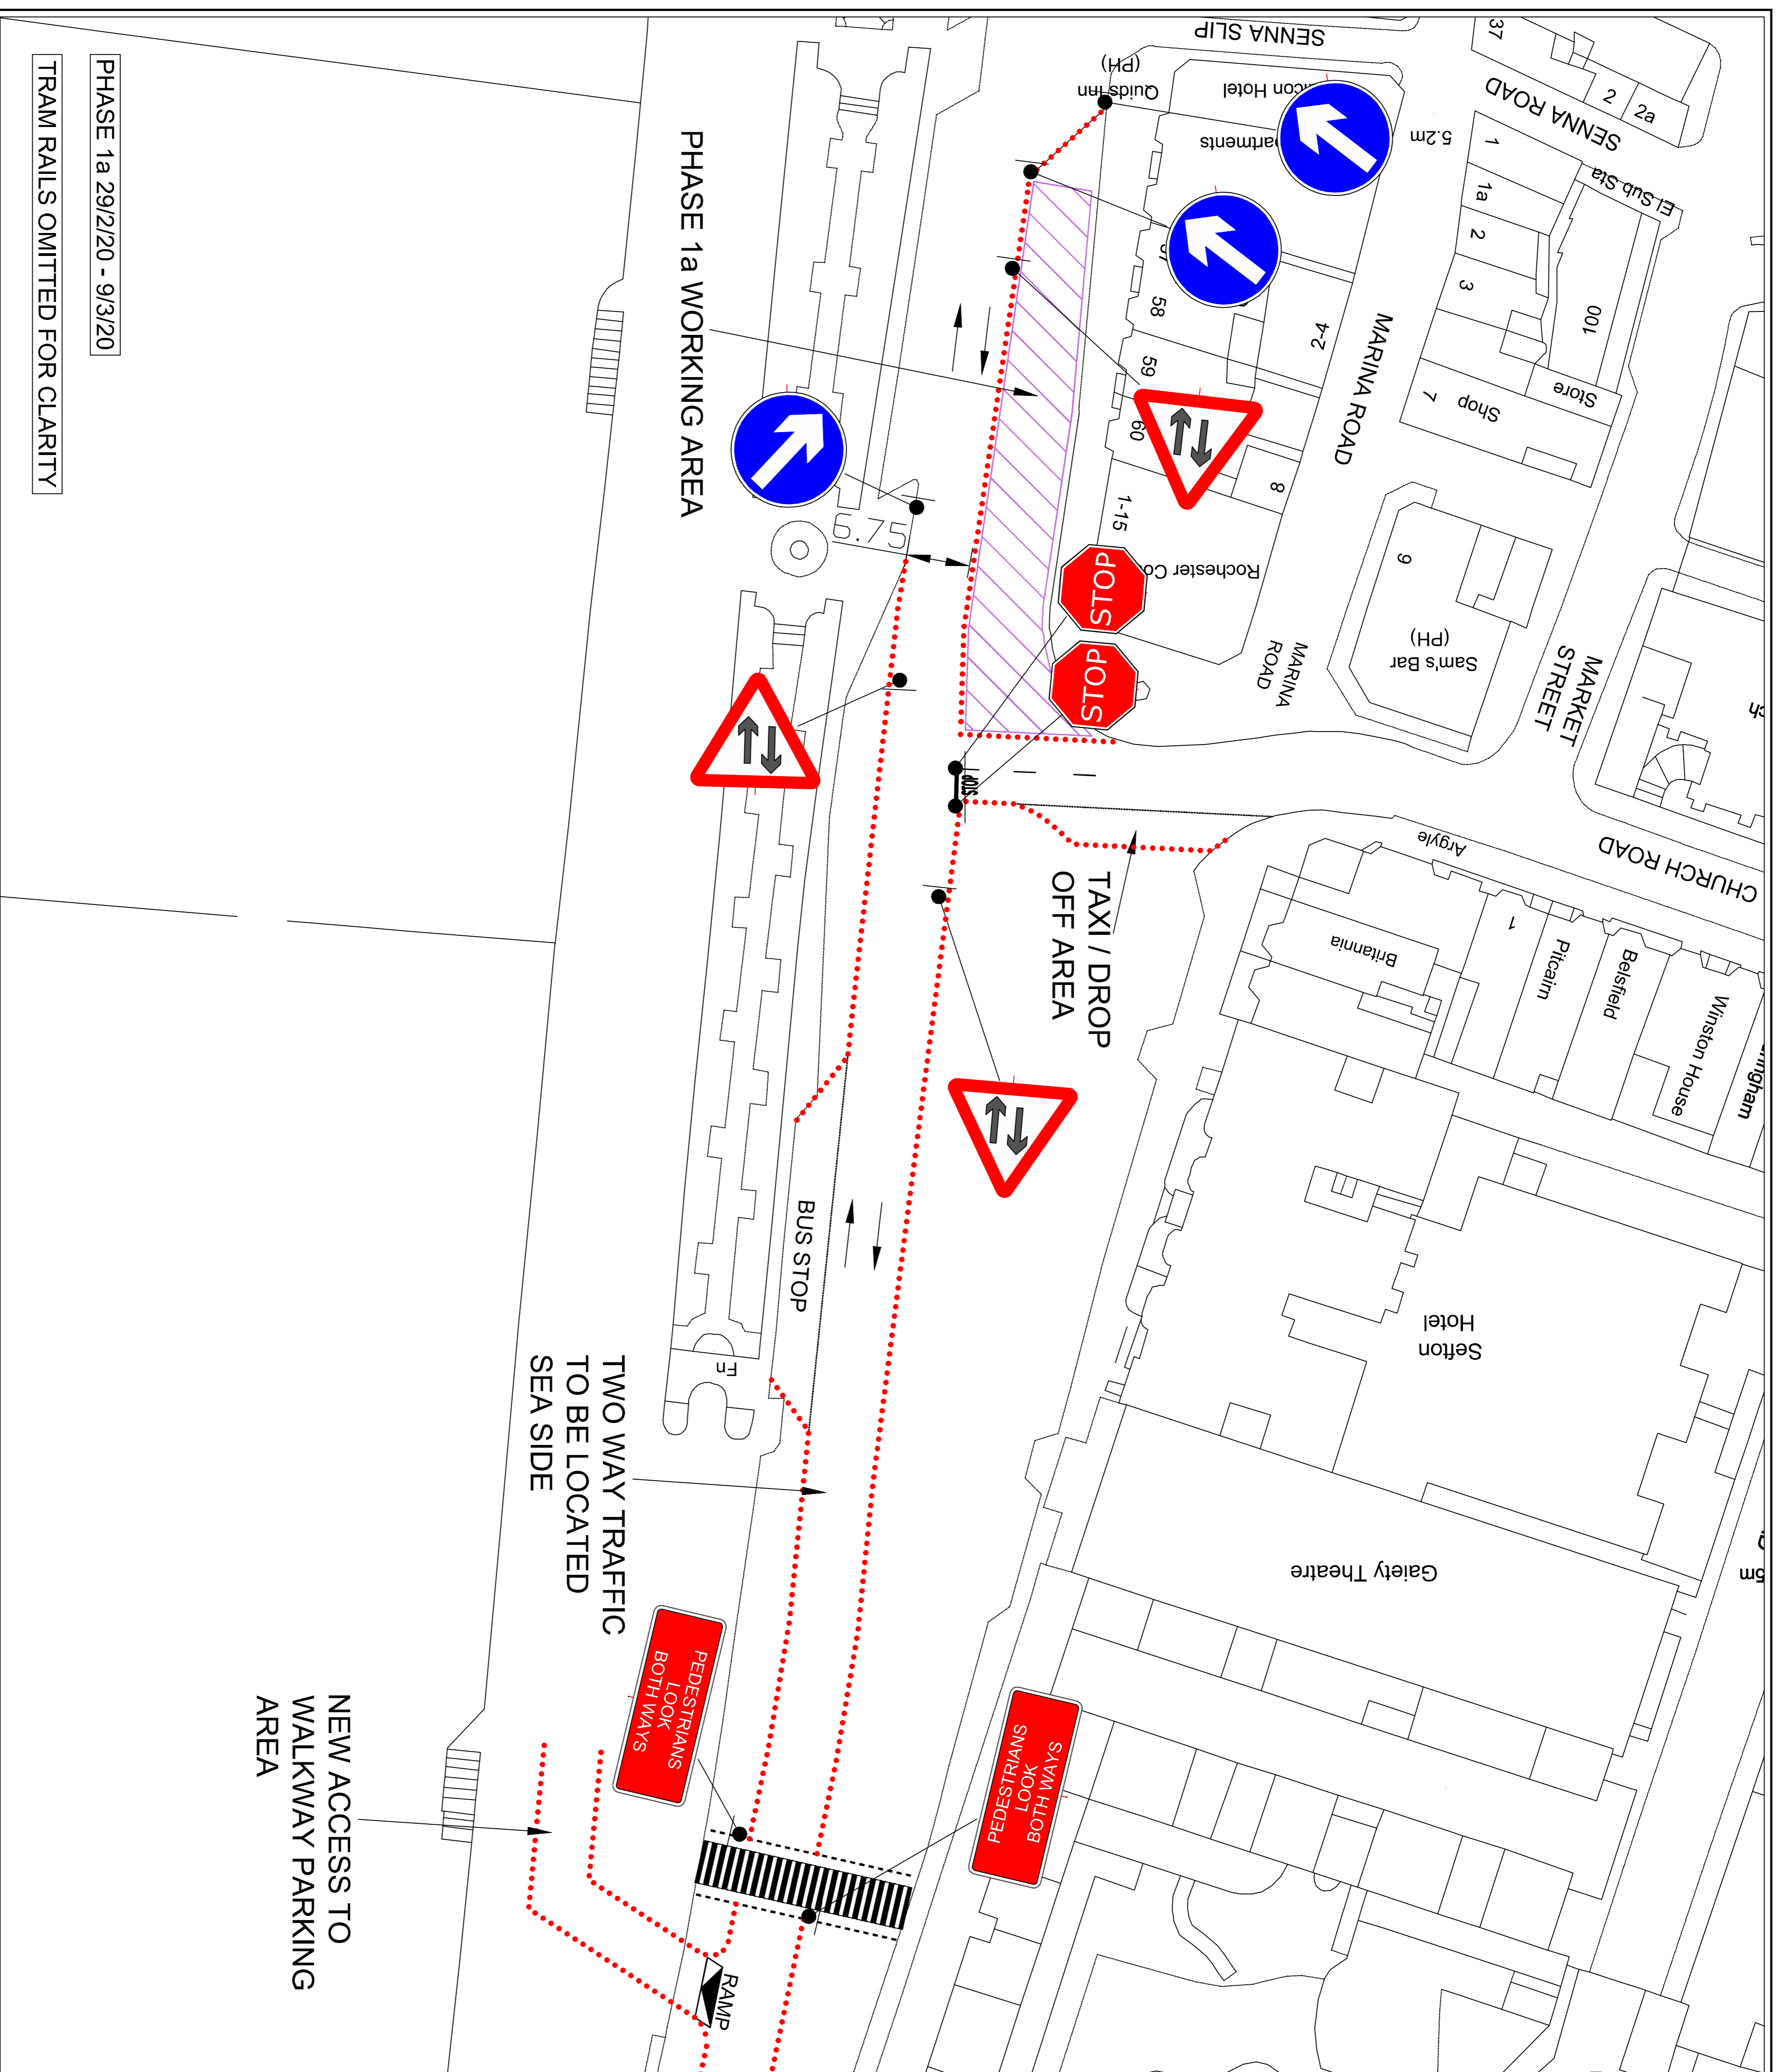 PHASE 1a 29/2/20 - 9/3/20
TRAM RAILS OMITTED FOR CLARITY
PHASE 1a WORKING AREA
6.75
TAXI / DROP
OFF AREA
BUS STOP
TWO WAY TRAFFIC
TO BE LOCATED
SEA SIDE
NEW ACCESS TO
WALKWAY PARKING
AREA
RAMP
PEDESTRIANS
LOOK
BOTH WAYS
PEDESTRIANS
LOOK
BOTH WAYS
STOP
STOP
STOP
SENNA SLIP
SENNA ROAD
MARINA ROAD
MARINA
ROAD
MARKET
STREET
CHURCH ROAD
Quids Inn
(PH)
Hotel
5.2m
37
2
2a
1
1a
2
3
El Sub Sta
100
Store
Shop
7
58
59
60
1-15
2-4
8
Rochester
9
Sam's Bar
(PH)
Argyle
Britannia
1
Pitcairn
Belsfield
Winston House
Sefton
Hotel
Gaiety Theatre
Fn